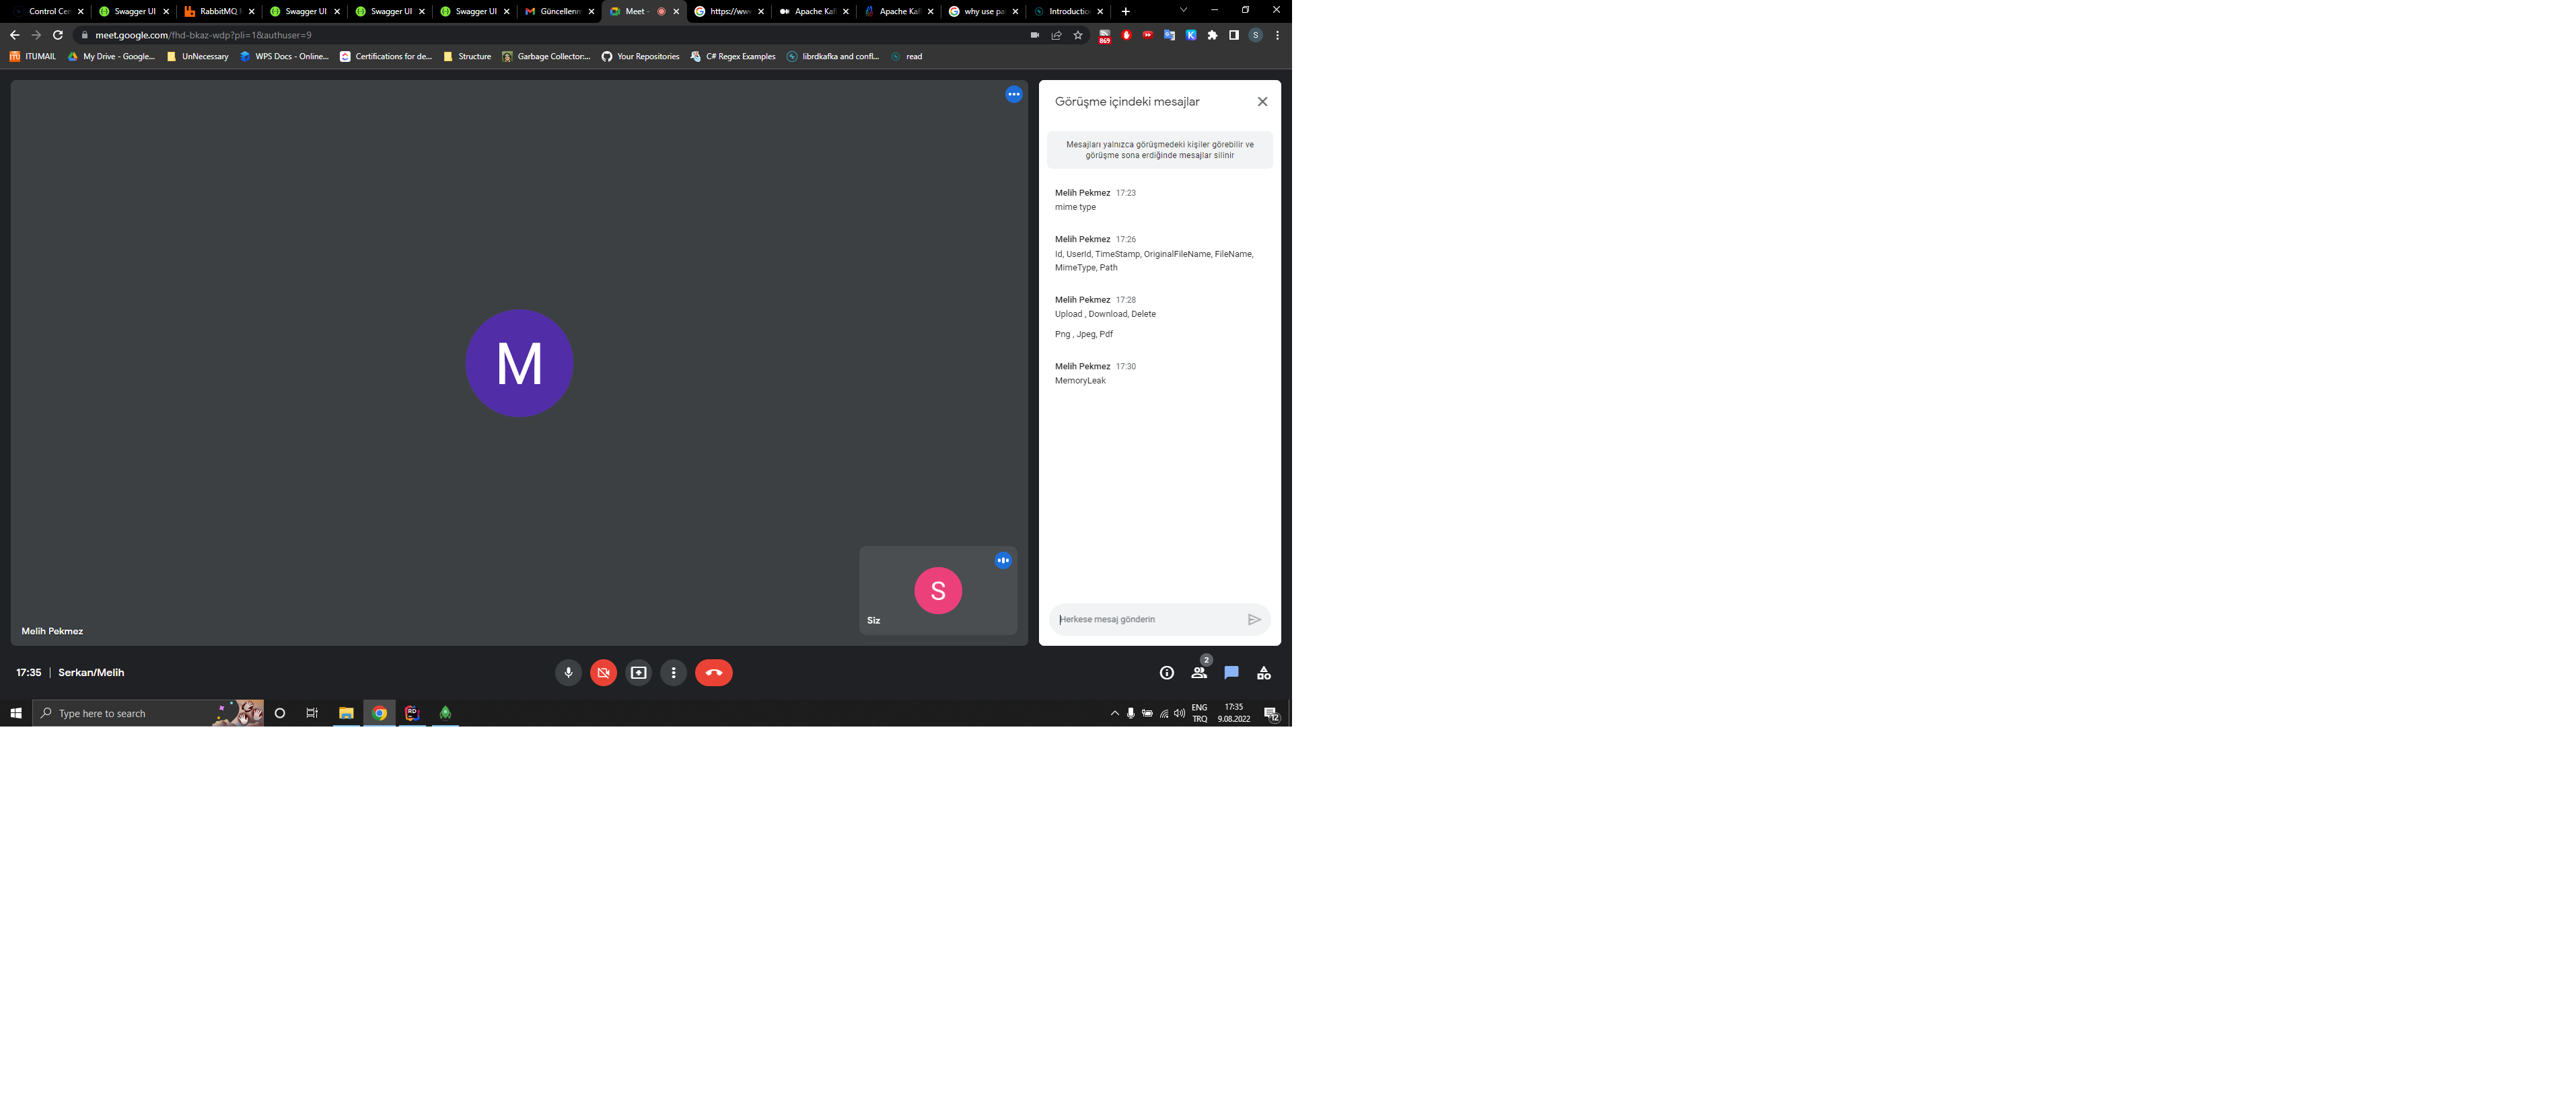 Control Cen
Swagger UI
RabbitMQ
Swagger UI
Swagger UI
Swagger UI
Güncellenm
Meet -
https://ww
Apache Kaf
Apache Kaf
why use pa
Introductio
meet.google.com/fhd-bkaz-wdp?pli=1&authuser=9
869
S
ITUMAIL
My Drive - Google...
UnNecessary
WPS Docs - Online...
Certifications for de...
Structure
Garbage Collector:...
Your Repositories
C# Regex Examples
librdkafka and confl...
read
M
Melih Pekmez
S
Siz
Görüşme içindeki mesajlar
Mesajları yalnızca görüşmedeki kişiler görebilir ve
görüşme sona erdiğinde mesajlar silinir
Melih Pekmez 17:23
mime type
Melih Pekmez 17:26
Id, UserId, TimeStamp, OriginalFileName, FileName,
MimeType, Path
Melih Pekmez 17:28
Upload , Download, Delete
Png , Jpeg, Pdf
Melih Pekmez 17:30
MemoryLeak
Herkese mesaj gönderin
17:35 | Serkan/Melih
2
Type here to search
RD
ENG
TRQ
17:35
9.08.2022
12